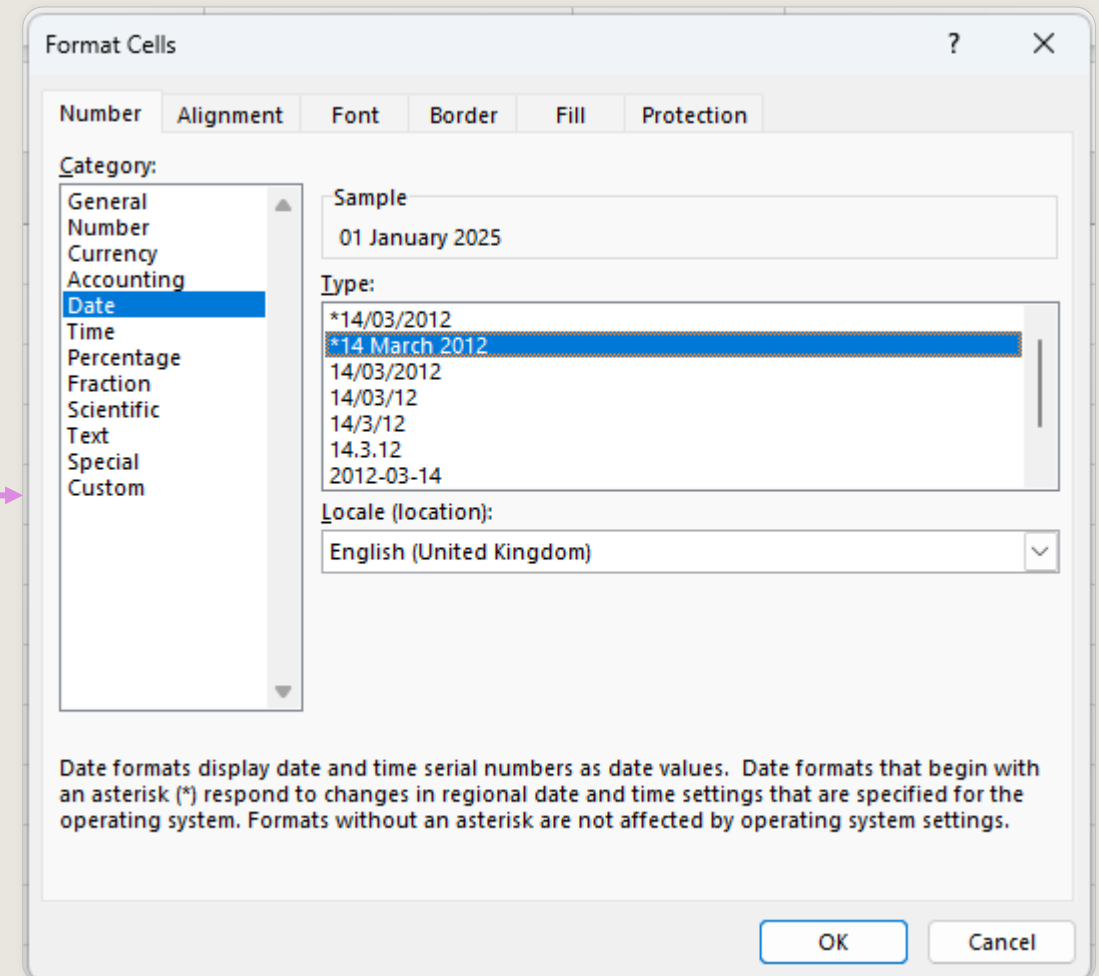 Format Cells
?
Number
Alignment
Font
Border
Fill
Protection
Category:
General
Number
Currency
Accounting
Date
Time
Percentage
Fraction
Scientific
Text
Special
Custom
Sample
01 January 2025
Type:
*14/03/2012
*14 March 2012
14/03/2012
14/03/12
14/3/12
14.3.12
2012-03-14
Locale (location):
English (United Kingdom)
Date formats display date and time serial numbers as date values.  Date formats that begin with
an asterisk (*) respond to changes in regional date and time settings that are specified for the
operating system. Formats without an asterisk are not affected by operating system settings.
OK
Cancel